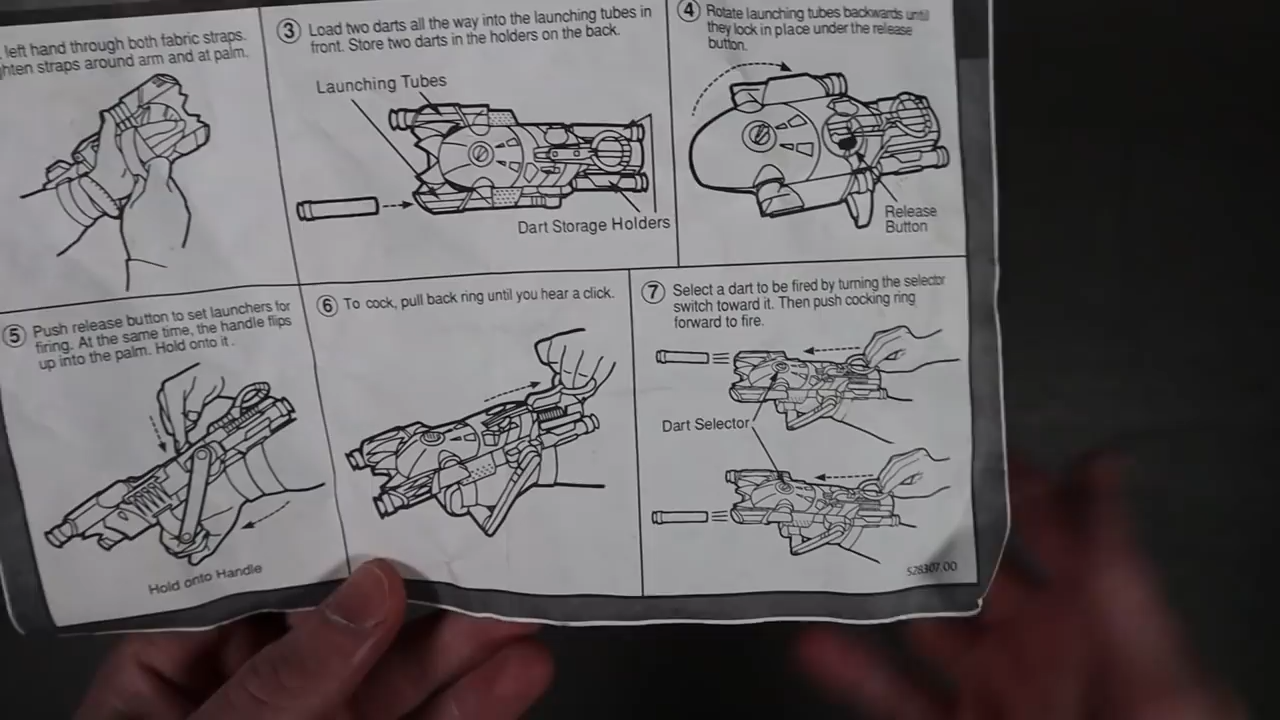 left hand through both fabric straps.
hten straps around arm and at palm.
3 Load two darts all the way into the launching tubes in
front. Store two darts in the holders on the back.
Launching Tubes
Dart Storage Holders
4 Rotate launching tubes backwards until
they lock in place under the release
button.
Release
Button
5 Push release button to set launchers for
firing. At the same time, the handle flips
up into the palm. Hold onto it.
Hold onto Handle
6 To cock, pull back ring until you hear a click.
7 Select a dart to be fired by turning the selector
switch toward it. Then push cocking ring
forward to fire.
Dart Selector
528307.00